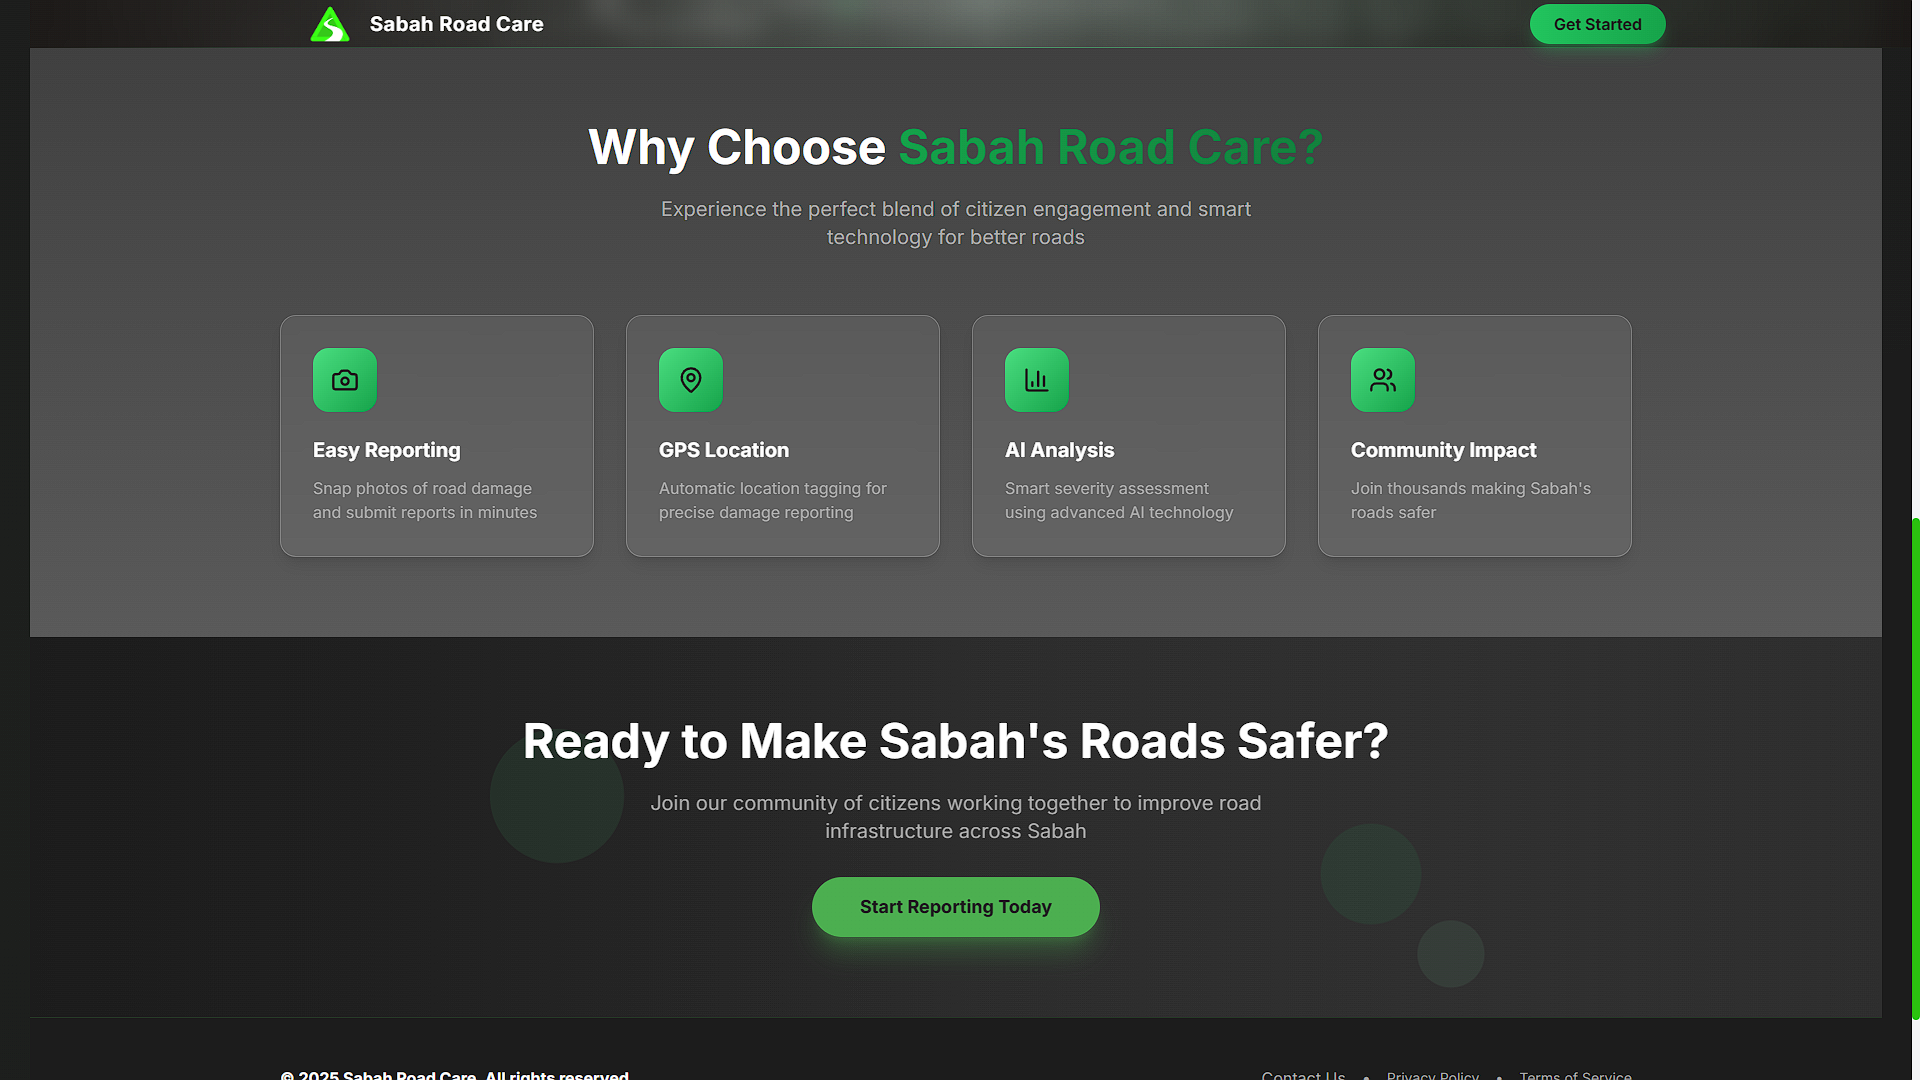 Sabah Road Care
Get Started
Why Choose Sabah Road Care?
Experience the perfect blend of citizen engagement and smart
technology for better roads
Easy Reporting
Snap photos of road damage
and submit reports in minutes
GPS Location
Automatic location tagging for
precise damage reporting
AI Analysis
Smart severity assessment
using advanced AI technology
Community Impact
Join thousands making Sabah's
roads safer
Ready to Make Sabah's Roads Safer?
Join our community of citizens working together to improve road
infrastructure across Sabah
Start Reporting Today
© 2025 Sabah Road Care. All rights reserved.
Contact Us • Privacy Policy • Terms of Service